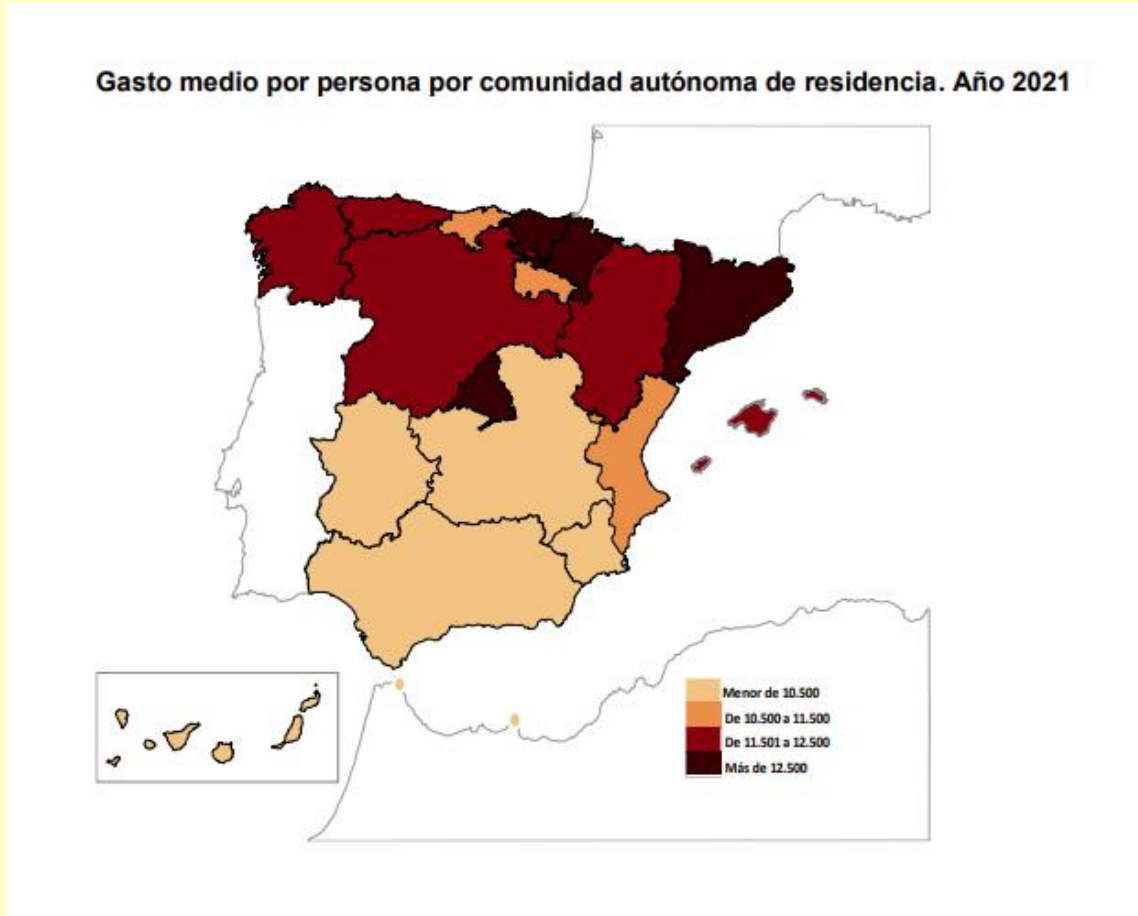 Gasto medio por persona por comunidad autónoma de residencia. Año 2021
Menor de 10.500
De 10.500 a 11.500
De 11.501 a 12.500
Más de 12.500